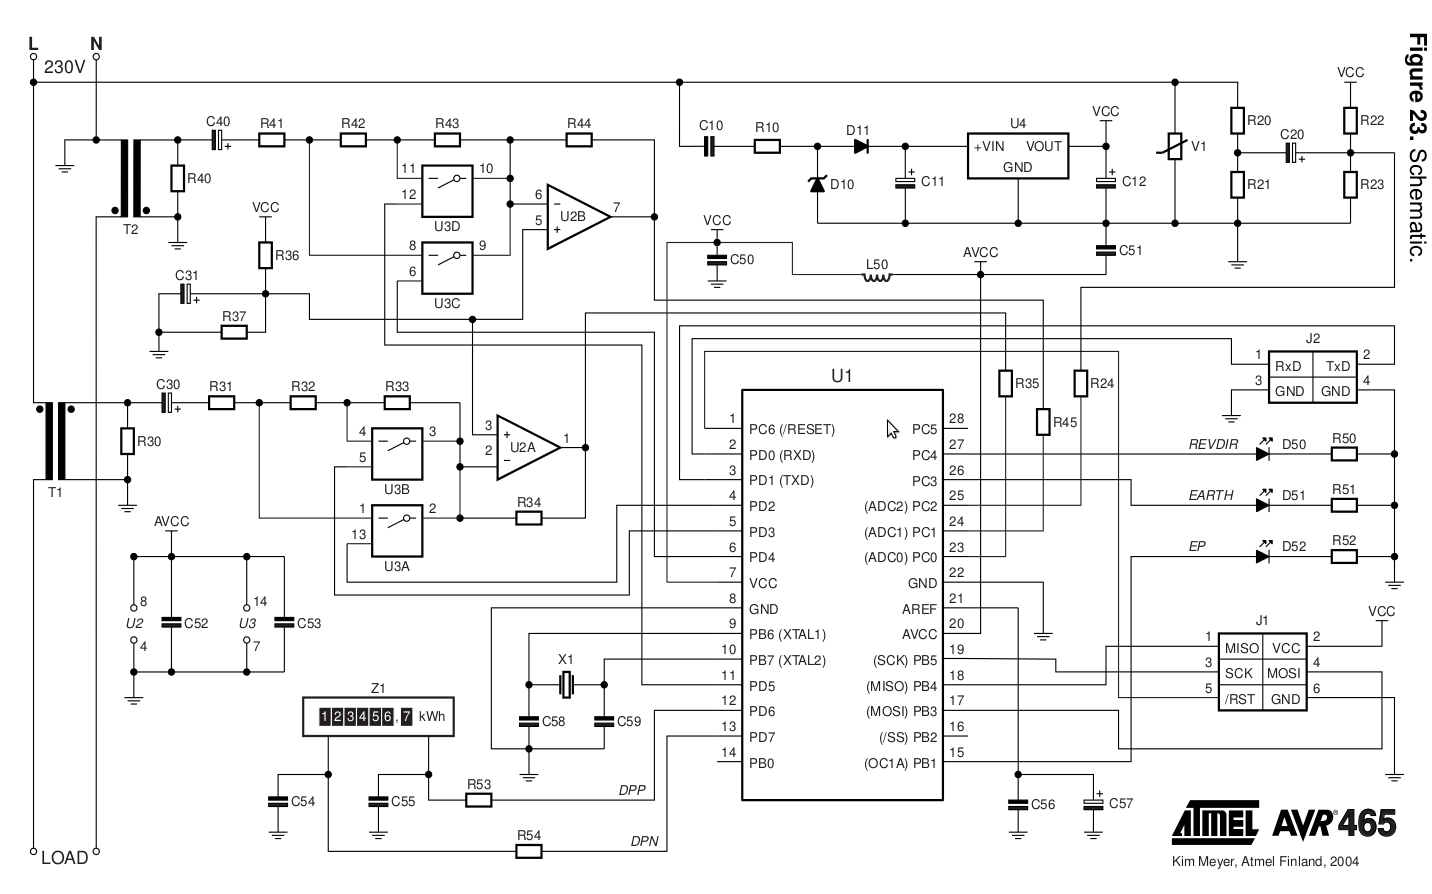 L N
230V
Figure 23. Schematic.
C40 R41 R42 R43 R44
R40
T2
11 10
12
U3D
8 9
6
U3C
6 −
5 +
U2B
7
VCC
R36
C31 +
R37
C10 R10 D11
D10
C11 +
U4
+VIN VOUT
GND
VCC
C12 +
V1
R20
R21
C20 +
VCC
R22
R23
VCC
C50
L50
AVCC
C51
T1
R30
C30 + R31 R32 R33
4 3
5
U3B
1 2
13
U3A
3 +
2 −
U2A
1
R34
R35
R45
R24
J2
1 RxD TxD 2
3 GND GND 4
U1
1 PC6 (/RESET) PC5 28
2 PD0 (RXD) PC4 27
3 PD1 (TXD) PC3 26
4 PD2 (ADC2) PC2 25
5 PD3 (ADC1) PC1 24
6 PD4 (ADC0) PC0 23
7 VCC GND 22
8 GND AREF 21
9 PB6 (XTAL1) AVCC 20
10 PB7 (XTAL2) (SCK) PB5 19
11 PD5 (MISO) PB4 18
12 PD6 (MOSI) PB3 17
13 PD7 (/SS) PB2 16
14 PB0 (OC1A) PB1 15
REVDIR D50 R50
EARTH D51 R51
EP D52 R52
AVCC
8 U2 4
C52
14 U3 7
C53
X1
C58 C59
Z1
123456,7 kWh
C54 C55
R53 DPP
R54 DPN
C56 C57 +
J1
VCC
1 MISO VCC 2
3 SCK MOSI 4
5 /RST GND 6
LOAD
ATMEL AVR® 465
Kim Meyer, Atmel Finland, 2004